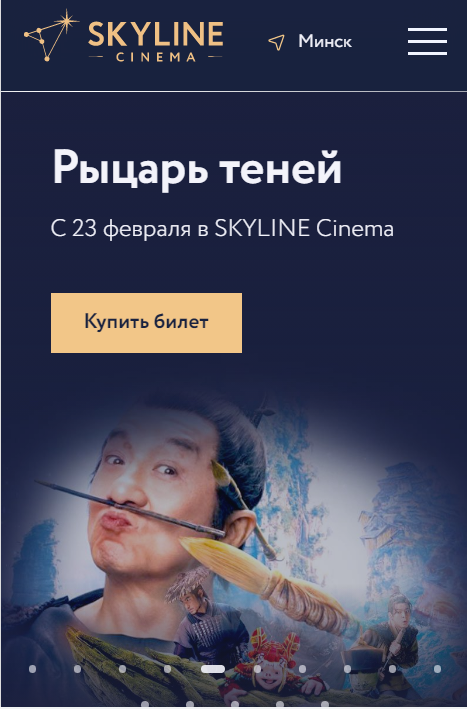 SKYLINE
CINEMA
Минск
Рыцарь теней
С 23 февраля в SKYLINE Cinema
Купить билет